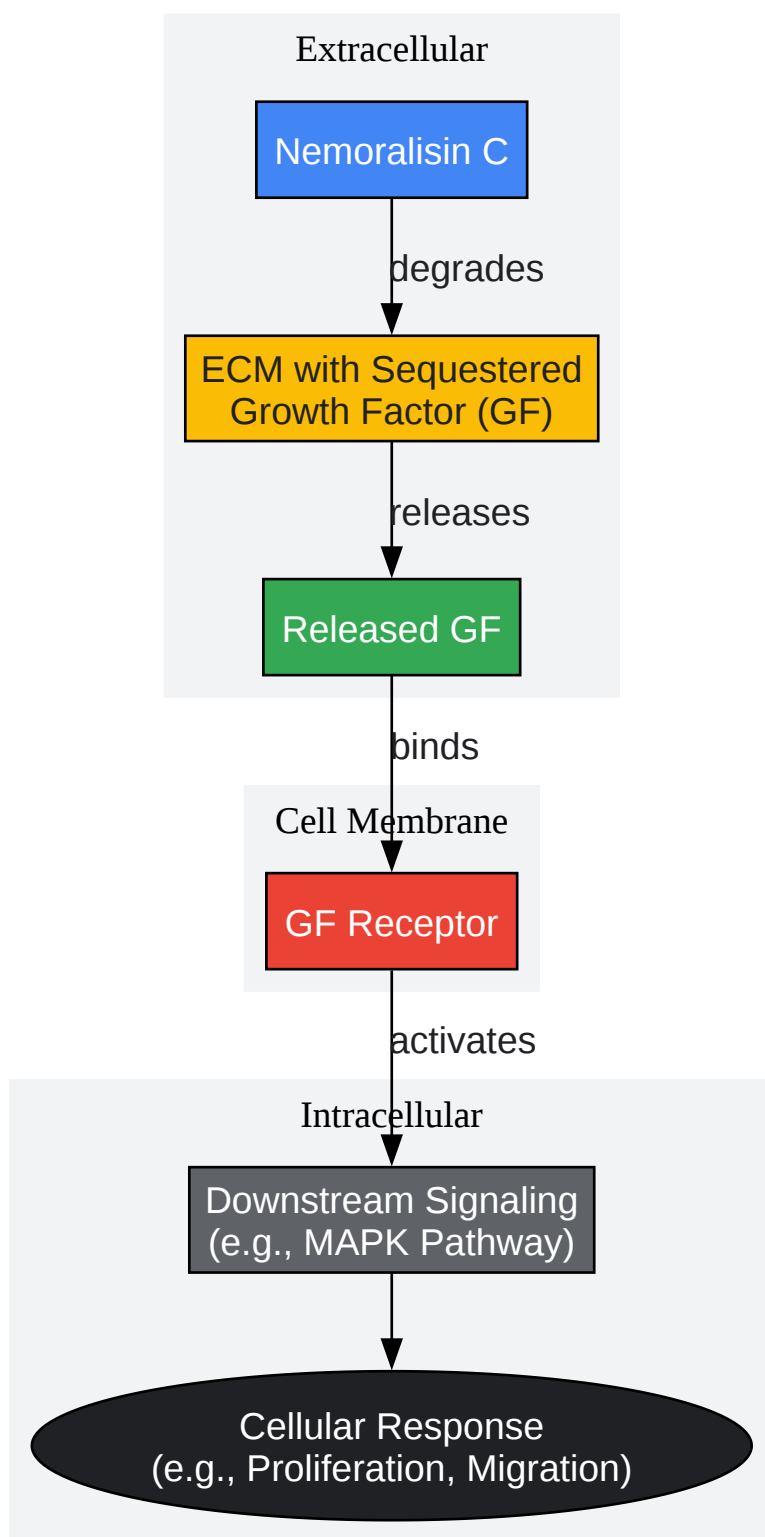 Extracellular
Nemoralisin C
degrades
ECM with Sequestered
Growth Factor (GF)
releases
Released GF
binds
Cell Membrane
GF Receptor
activates
Intracellular
Downstream Signaling
(e.g., MAPK Pathway)
Cellular Response
(e.g., Proliferation, Migration)